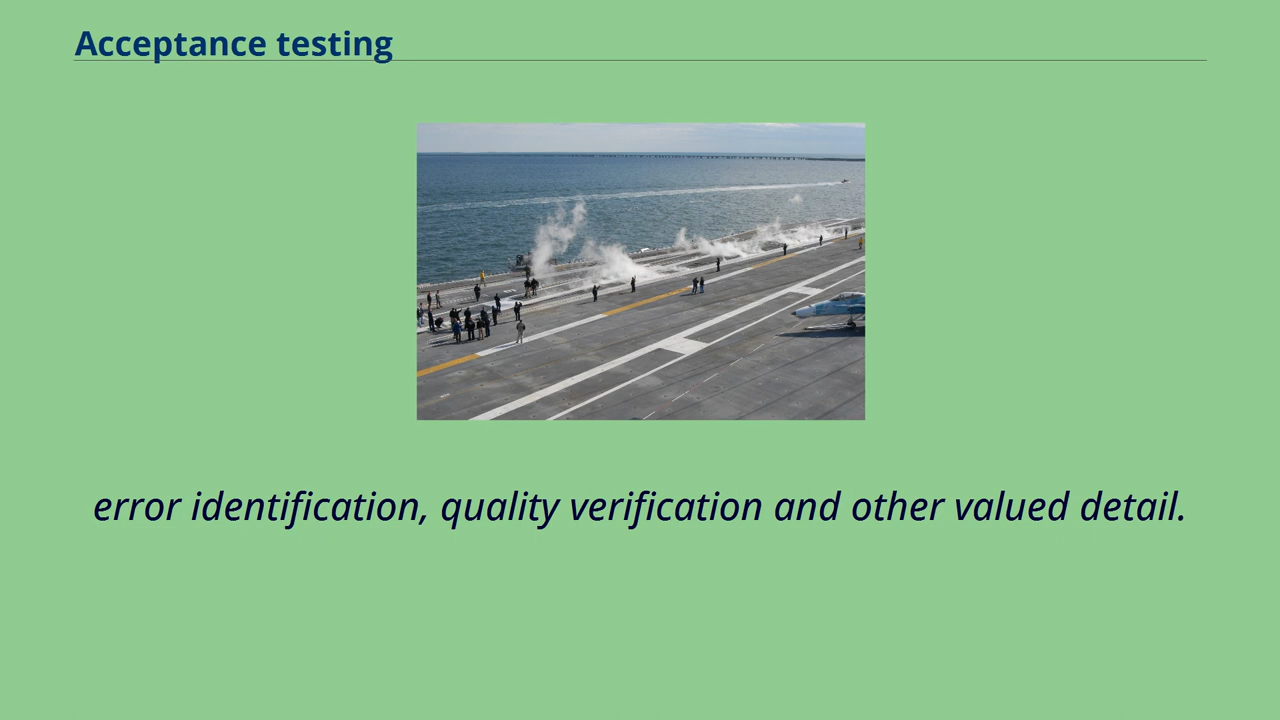 Acceptance testing
error identification, quality verification and other valued detail.